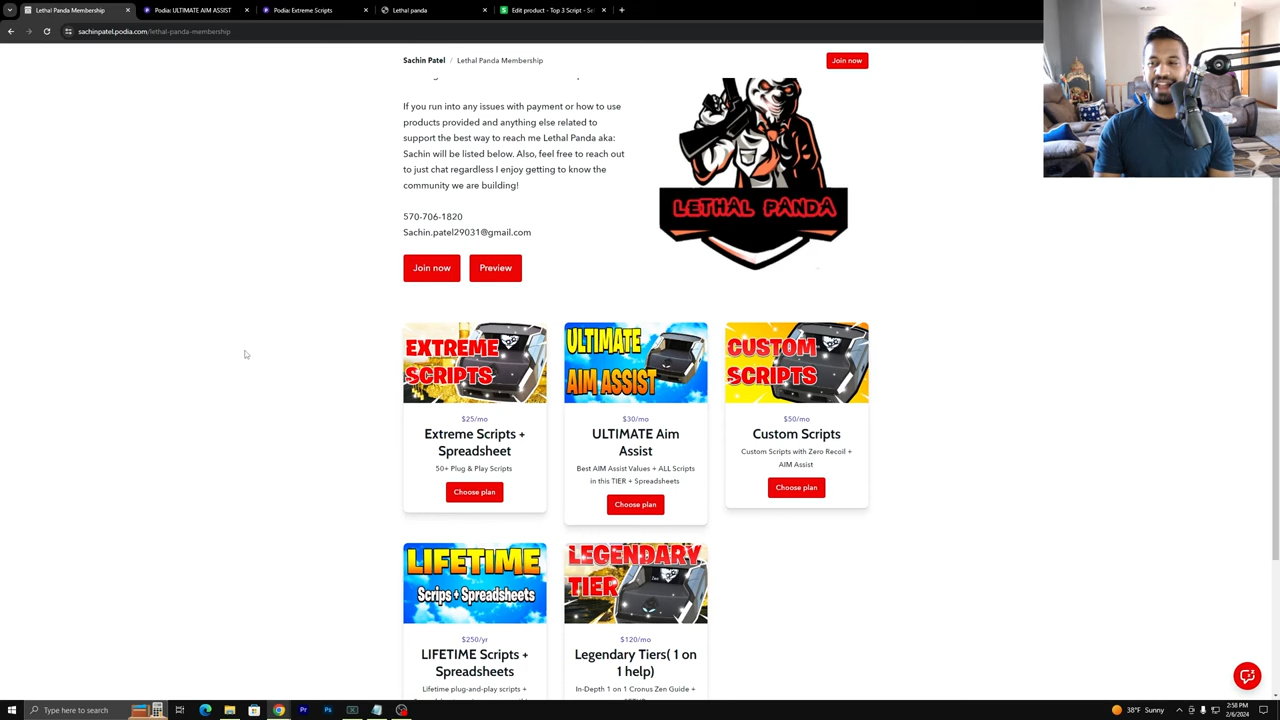 Lethal Panda Membership
Podia: ULTIMATE AIM ASSIST
Podia: Extreme Scripts
Lethal panda
Edit product - Top 3 Script - Se
sachinpatel.podia.com/lethal-panda-membership
Sachin Patel / Lethal Panda Membership
Join now
If you run into any issues with payment or how to use
products provided and anything else related to
support the best way to reach me Lethal Panda aka:
Sachin will be listed below. Also, feel free to reach out
to just chat regardless I enjoy getting to know the
community we are building!
570-706-1820
Sachin.patel29031@gmail.com
Join now
Preview
LETHAL PANDA
EXTREME
SCRIPTS
$25/mo
Extreme Scripts +
Spreadsheet
50+ Plug & Play Scripts
Choose plan
ULTIMATE
AIM ASSIST
$30/mo
ULTIMATE Aim
Assist
Best AIM Assist Values + ALL Scripts
in this TIER + Spreadsheets
Choose plan
CUSTOM
SCRIPTS
$50/mo
Custom Scripts
Custom Scripts with Zero Recoil +
AIM Assist
Choose plan
LIFETIME
Scrips + Spreadsheets
$250/yr
LIFETIME Scripts +
Spreadsheets
Lifetime plug-and-play scripts +
LEGENDARY
TIER
$120/mo
Legendary Tiers( 1 on
1 help)
In-Depth 1 on 1 Cronus Zen Guide +
Type here to search
38°F Sunny
2:58 PM
2/6/2024